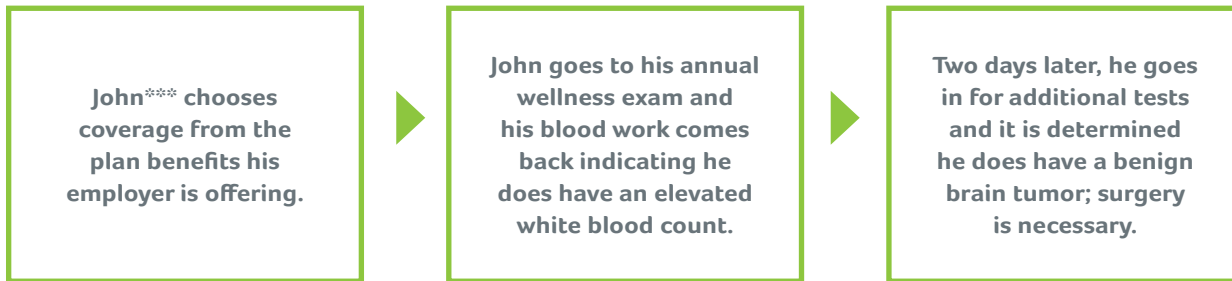 John*** chooses
coverage from the
plan benefits his
employer is offering.
John goes to his annual
wellness exam and
his blood work comes
back indicating he
does have an elevated
white blood count.
Two days later, he goes
in for additional tests
and it is determined
he does have a benign
brain tumor; surgery
is necessary.